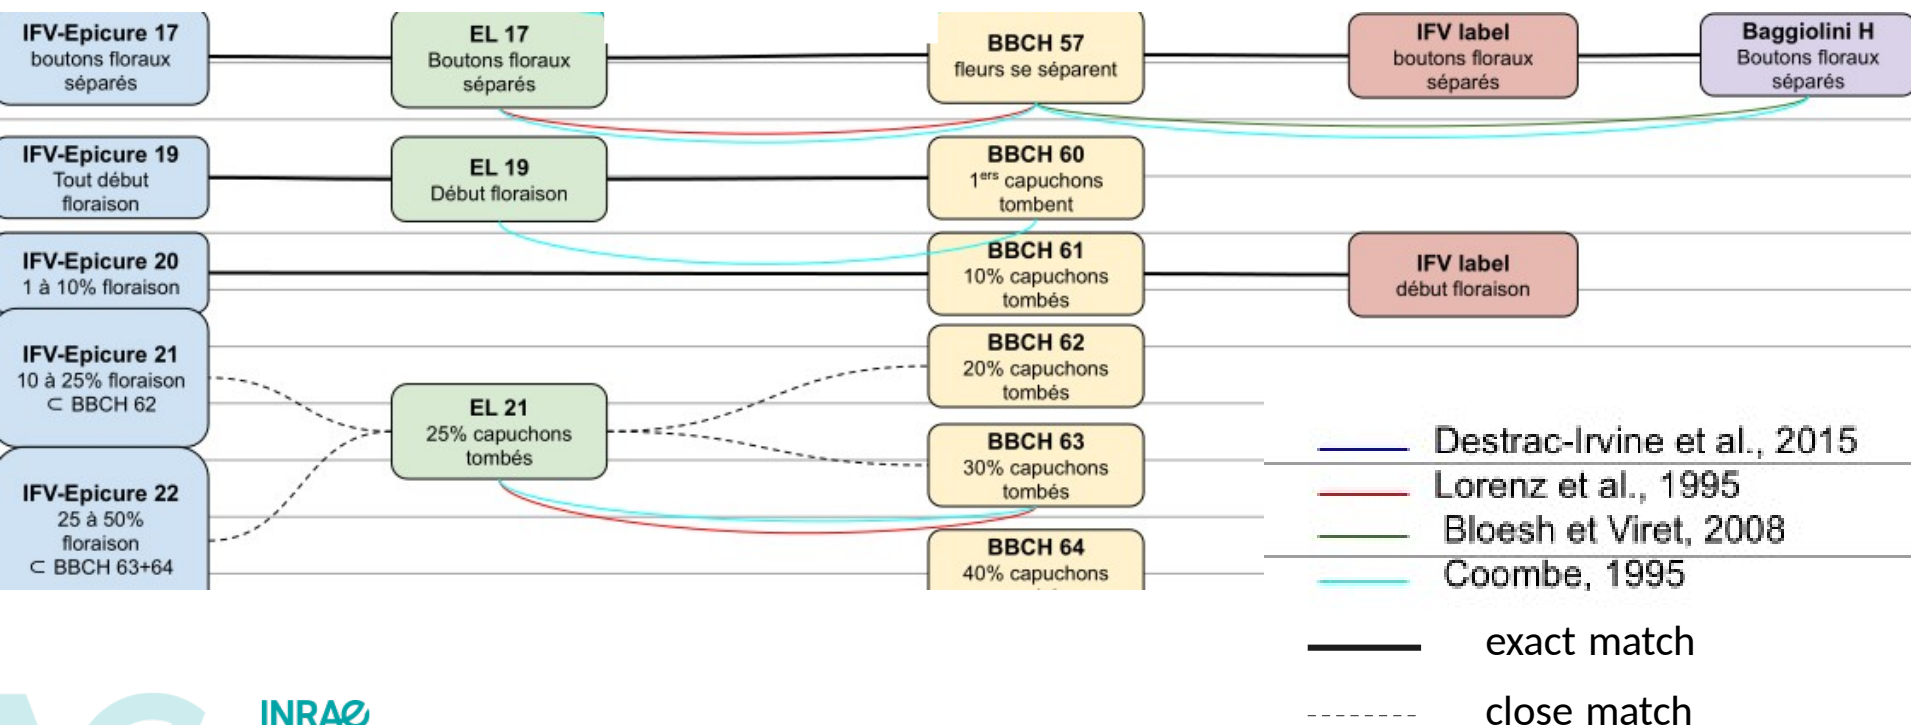 IFV-Epicure 17
boutons floraux
séparés
EL 17
Boutons floraux
séparés
BBCH 57
fleurs se séparent
IFV label
boutons floraux
séparés
Baggiolini H
Boutons floraux
séparés
IFV-Epicure 19
Tout début
floraison
EL 19
Début floraison
BBCH 60
1ers capuchons
tombent
IFV-Epicure 20
1 à 10% floraison
BBCH 61
10% capuchons
tombés
IFV label
début floraison
IFV-Epicure 21
10 à 25% floraison
⊂ BBCH 62
EL 21
25% capuchons
tombés
BBCH 62
20% capuchons
tombés
BBCH 63
30% capuchons
tombés
IFV-Epicure 22
25 à 50%
floraison
⊂ BBCH 63+64
BBCH 64
40% capuchons
Destrac-Irvine et al., 2015
Lorenz et al., 1995
Bloesh et Viret, 2008
Coombe, 1995
exact match
close match
INRAE